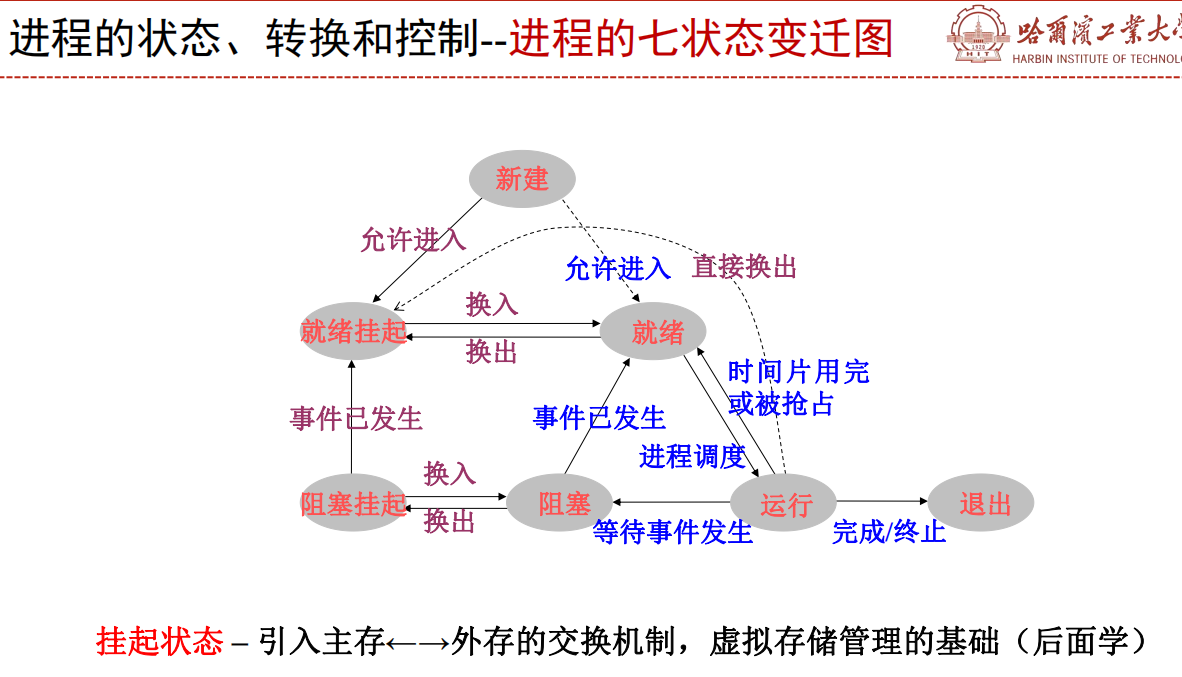 进程的状态、转换和控制--进程的七状态变迁图
哈爾濱工業大學
HARBIN INSTITUTE OF TECHNOLO
1920
HIT
新建
允许进入
允许进入
直接换出
换入
就绪挂起
就绪
换出
时间片用完
或被抢占
事件已发生
事件已发生
进程调度
换入
阻塞挂起
阻塞
运行
退出
换出
等待事件发生
完成/终止
挂起状态 – 引入主存←→外存的交换机制，虚拟存储管理的基础（后面学）